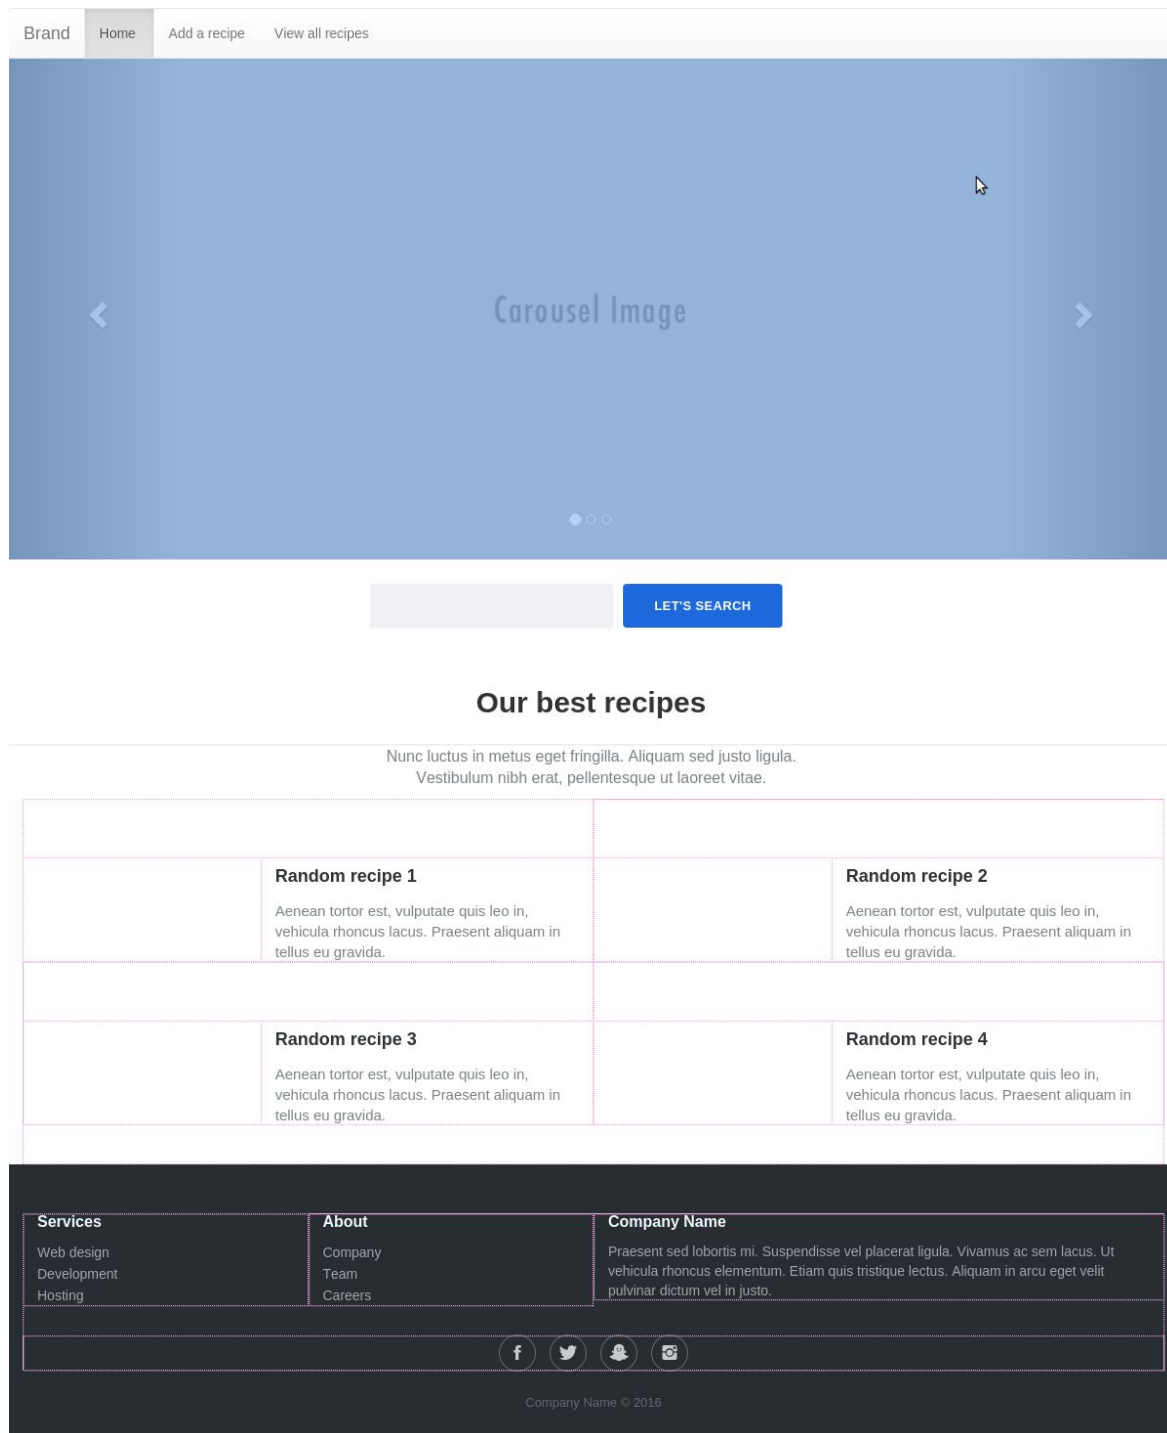 Brand Home Add a recipe View all recipes
Carousel Image
LET'S SEARCH
Our best recipes
Nunc luctus in metus eget fringilla. Aliquam sed justo ligula.
Vestibulum nibh erat, pellentesque ut laoreet vitae.
Random recipe 1
Aenean tortor est, vulputate quis leo in,
vehicula rhoncus lacus. Praesent aliquam in
tellus eu gravida.
Random recipe 2
Aenean tortor est, vulputate quis leo in,
vehicula rhoncus lacus. Praesent aliquam in
tellus eu gravida.
Random recipe 3
Aenean tortor est, vulputate quis leo in,
vehicula rhoncus lacus. Praesent aliquam in
tellus eu gravida.
Random recipe 4
Aenean tortor est, vulputate quis leo in,
vehicula rhoncus lacus. Praesent aliquam in
tellus eu gravida.
Services
Web design
Development
Hosting
About
Company
Team
Careers
Company Name
Praesent sed lobortis mi. Suspendisse vel placerat ligula. Vivamus ac sem lacus. Ut
vehicula rhoncus elementum. Etiam quis tristique lectus. Aliquam in arcu eget velit
pulvinar dictum vel in justo.
Company Name © 2016